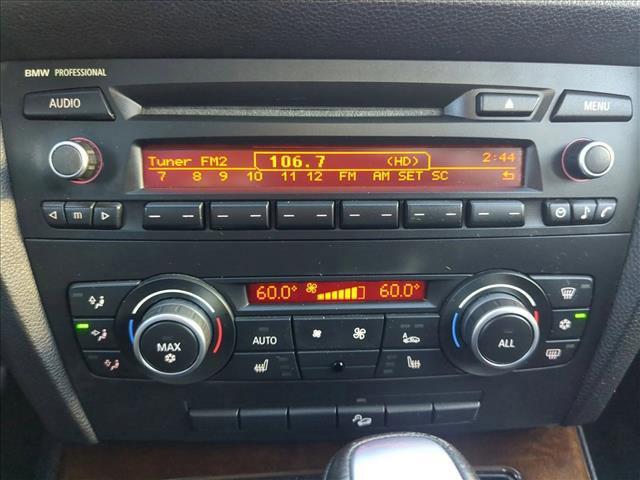 BMW PROFESSIONAL
AUDIO
MENU
Tuner FM2 106.7 (HD) 2:44
7 8 9 10 11 12 FM AM SET SC
m
60.0° 60.0°
MAX
AUTO
ALL